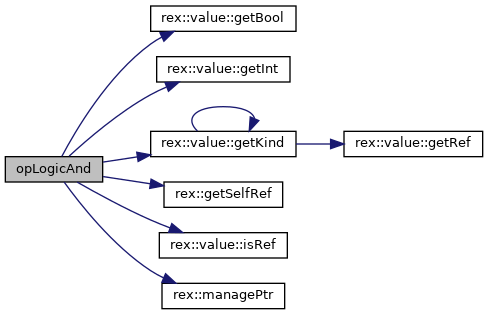 rex::value::getBool
rex::value::getInt
rex::value::getKind
rex::value::getRef
opLogicAnd
rex::getSelfRef
rex::value::isRef
rex::managePtr